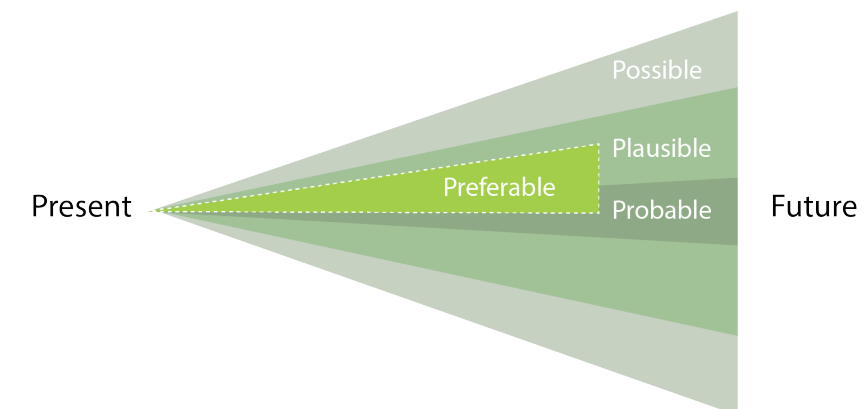 Possible
Plausible
Preferable
Present
Probable
Future